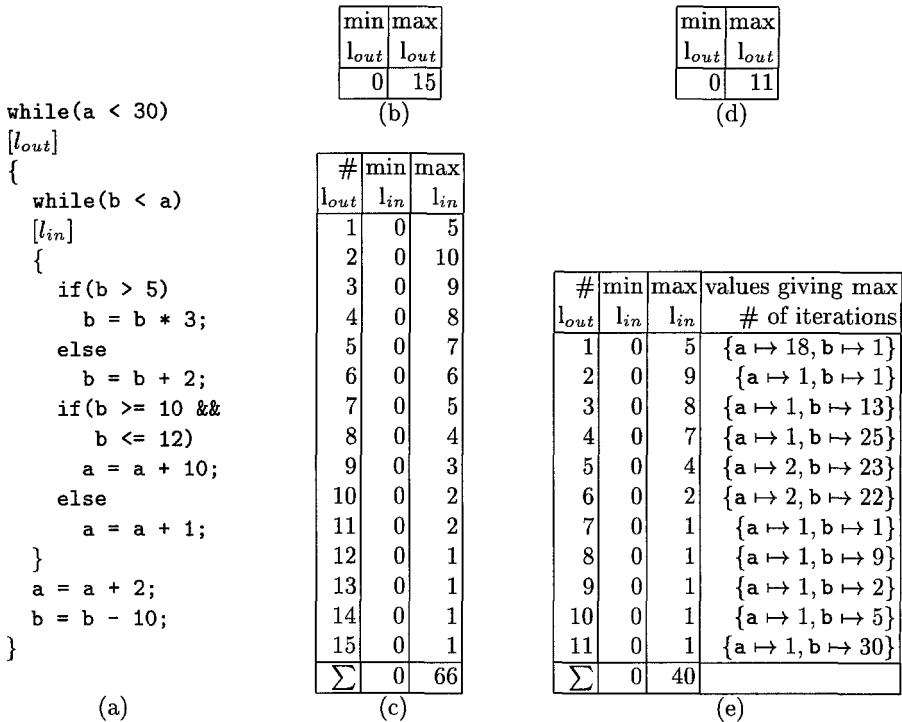 while(a < 30)
[l_out]
{
while(b < a)
[l_in]
{
if(b > 5)
b = b * 3;
else
b = b + 2;
if(b >= 10 &&
b <= 12)
a = a + 10;
else
a = a + 1;
}
a = a + 2;
b = b - 10;
}
(a)
min max
l_out l_out
0 15
(b)
# min max
l_out l_in l_in
1 0 5
2 0 10
3 0 9
4 0 8
5 0 7
6 0 6
7 0 5
8 0 4
9 0 3
10 0 2
11 0 2
12 0 1
13 0 1
14 0 1
15 0 1
∑ 0 66
(c)
min max
l_out l_out
0 11
(d)
# min max values giving max
l_out l_in l_in # of iterations
1 0 5 {a ↦ 18, b ↦ 1}
2 0 9 {a ↦ 1, b ↦ 1}
3 0 8 {a ↦ 1, b ↦ 13}
4 0 7 {a ↦ 1, b ↦ 25}
5 0 4 {a ↦ 2, b ↦ 23}
6 0 2 {a ↦ 2, b ↦ 22}
7 0 1 {a ↦ 1, b ↦ 1}
8 0 1 {a ↦ 1, b ↦ 9}
9 0 1 {a ↦ 1, b ↦ 2}
10 0 1 {a ↦ 1, b ↦ 5}
11 0 1 {a ↦ 1, b ↦ 30}
∑ 0 40
(e)